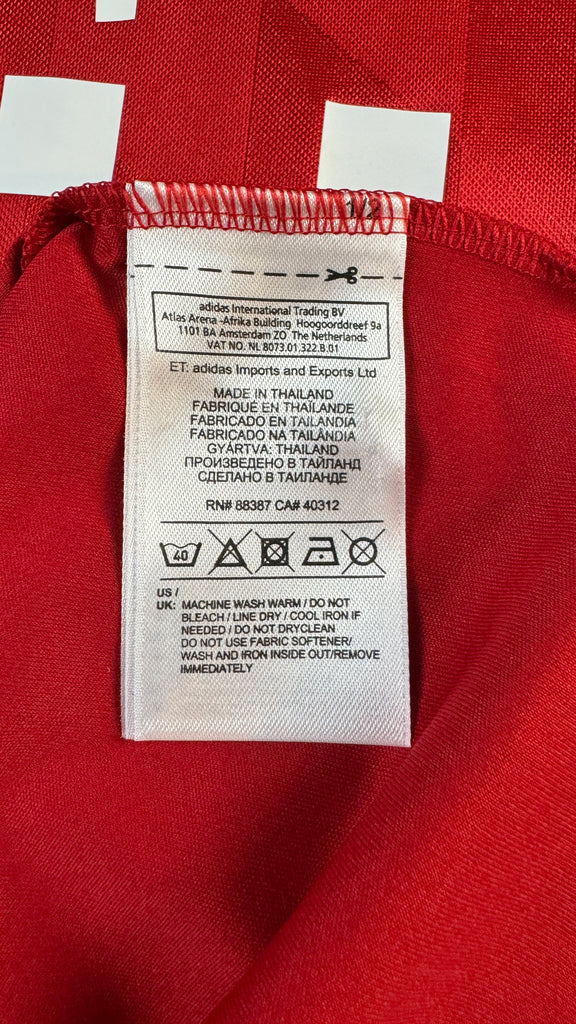 1/2
adidas International Trading BV
Atlas Arena -Afrika Building Hoogoorddreef 9a
1101 BA Amsterdam ZO The Netherlands
VAT NO. NL 8073.01.322.B.01
ET: adidas Imports and Exports Ltd
MADE IN THAILAND
FABRIQUÉ EN THAÏLANDE
FABRICADO EN TAILANDIA
FABRICADO NA TAILÂNDIA
GYÁRTVA: THAILAND
ПРОИЗВЕДЕНО В ТАЙЛАНД
СДЕЛАНО В ТАИЛАНДЕ
RN# 88387 CA# 40312
40
US /
UK: MACHINE WASH WARM / DO NOT
BLEACH / LINE DRY / COOL IRON IF
NEEDED / DO NOT DRYCLEAN
DO NOT USE FABRIC SOFTENER/
WASH AND IRON INSIDE OUT/REMOVE
IMMEDIATELY